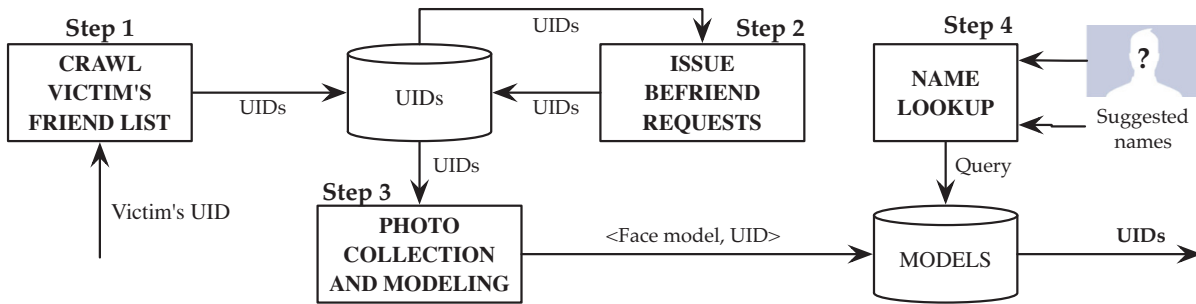 Step 1
CRAWL
VICTIM'S
FRIEND LIST
Victim's UID
UIDs
UIDs
UIDs
UIDs
UIDs
Step 2
ISSUE
BEFRIEND
REQUESTS
Step 3
PHOTO
COLLECTION
AND MODELING
<Face model, UID>
Step 4
NAME
LOOKUP
?
Suggested
names
Query
MODELS
UIDs